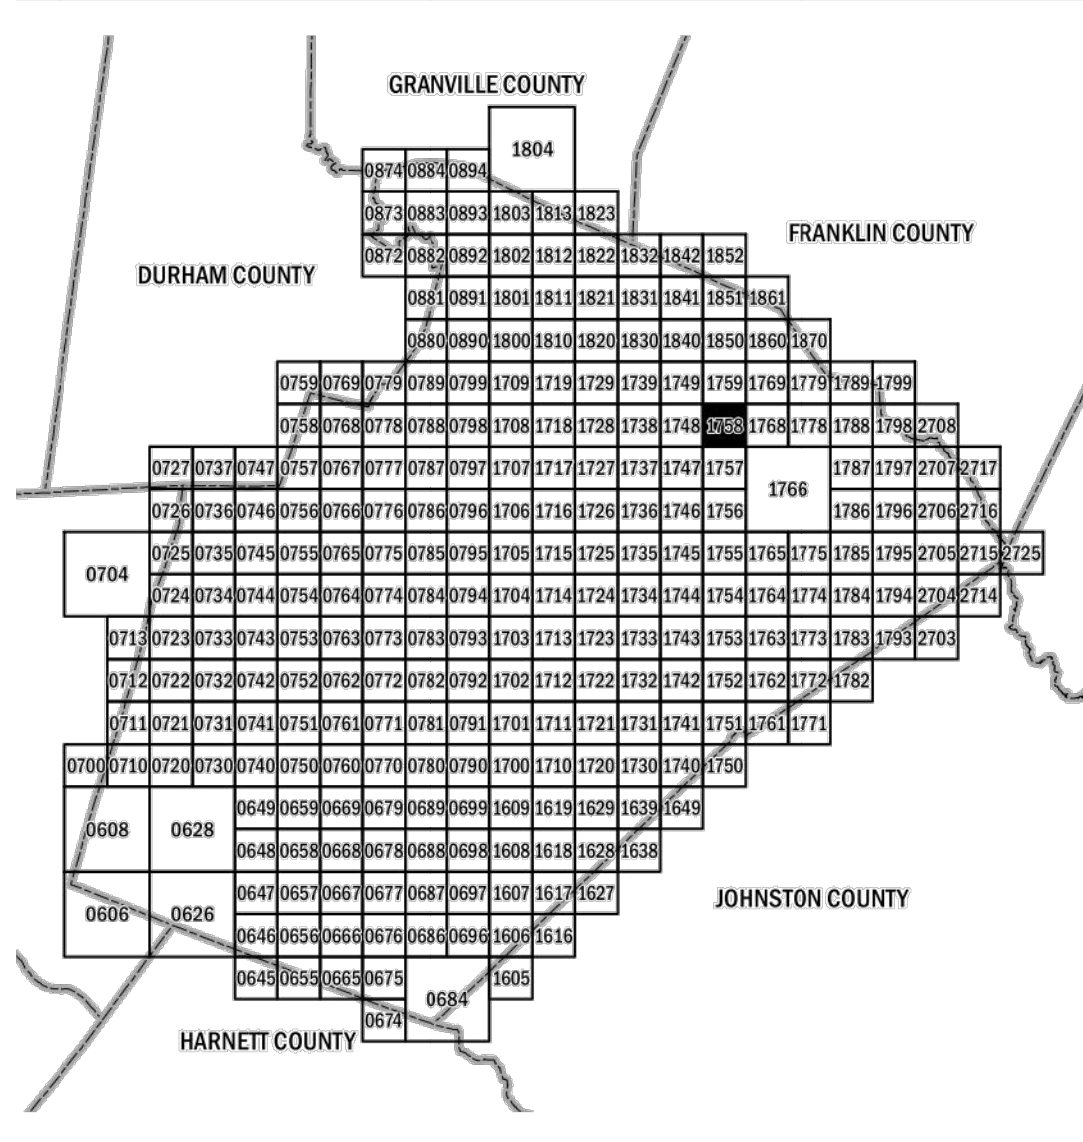 GRANVILLE COUNTY
1804
0874 0884 0894
0873 0883 0893 1803 1813 1823
FRANKLIN COUNTY
0872 0882 0892 1802 1812 1822 1832 1842 1852
DURHAM COUNTY
0881 0891 1801 1811 1821 1831 1841 1851 1861
0880 0890 1800 1810 1820 1830 1840 1850 1860 1870
0759 0769 0779 0789 0799 1709 1719 1729 1739 1749 1759 1769 1779 1789 1799
0758 0768 0778 0788 0798 1708 1718 1728 1738 1748 1758 1768 1778 1788 1798 2708
0727 0737 0747 0757 0767 0777 0787 0797 1707 1717 1727 1737 1747 1757 1787 1797 2707 2717
1766
0726 0736 0746 0756 0766 0776 0786 0796 1706 1716 1726 1736 1746 1756 1786 1796 2706 2716
0725 0735 0745 0755 0765 0775 0785 0795 1705 1715 1725 1735 1745 1755 1765 1775 1785 1795 2705 2715 2725
0704
0724 0734 0744 0754 0764 0774 0784 0794 1704 1714 1724 1734 1744 1754 1764 1774 1784 1794 2704 2714
0713 0723 0733 0743 0753 0763 0773 0783 0793 1703 1713 1723 1733 1743 1753 1763 1773 1783 1793 2703
0712 0722 0732 0742 0752 0762 0772 0782 0792 1702 1712 1722 1732 1742 1752 1762 1772 1782
0711 0721 0731 0741 0751 0761 0771 0781 0791 1701 1711 1721 1731 1741 1751 1761 1771
0700 0710 0720 0730 0740 0750 0760 0770 0780 0790 1700 1710 1720 1730 1740 1750
0649 0659 0669 0679 0689 0699 1609 1619 1629 1639 1649
0608 0628
0648 0658 0668 0678 0688 0698 1608 1618 1628 1638
0647 0657 0667 0677 0687 0697 1607 1617 1627
JOHNSTON COUNTY
0606 0626
0646 0656 0666 0676 0686 0696 1606 1616
0645 0655 0665 0675 1605
0684
0674
HARNETT COUNTY